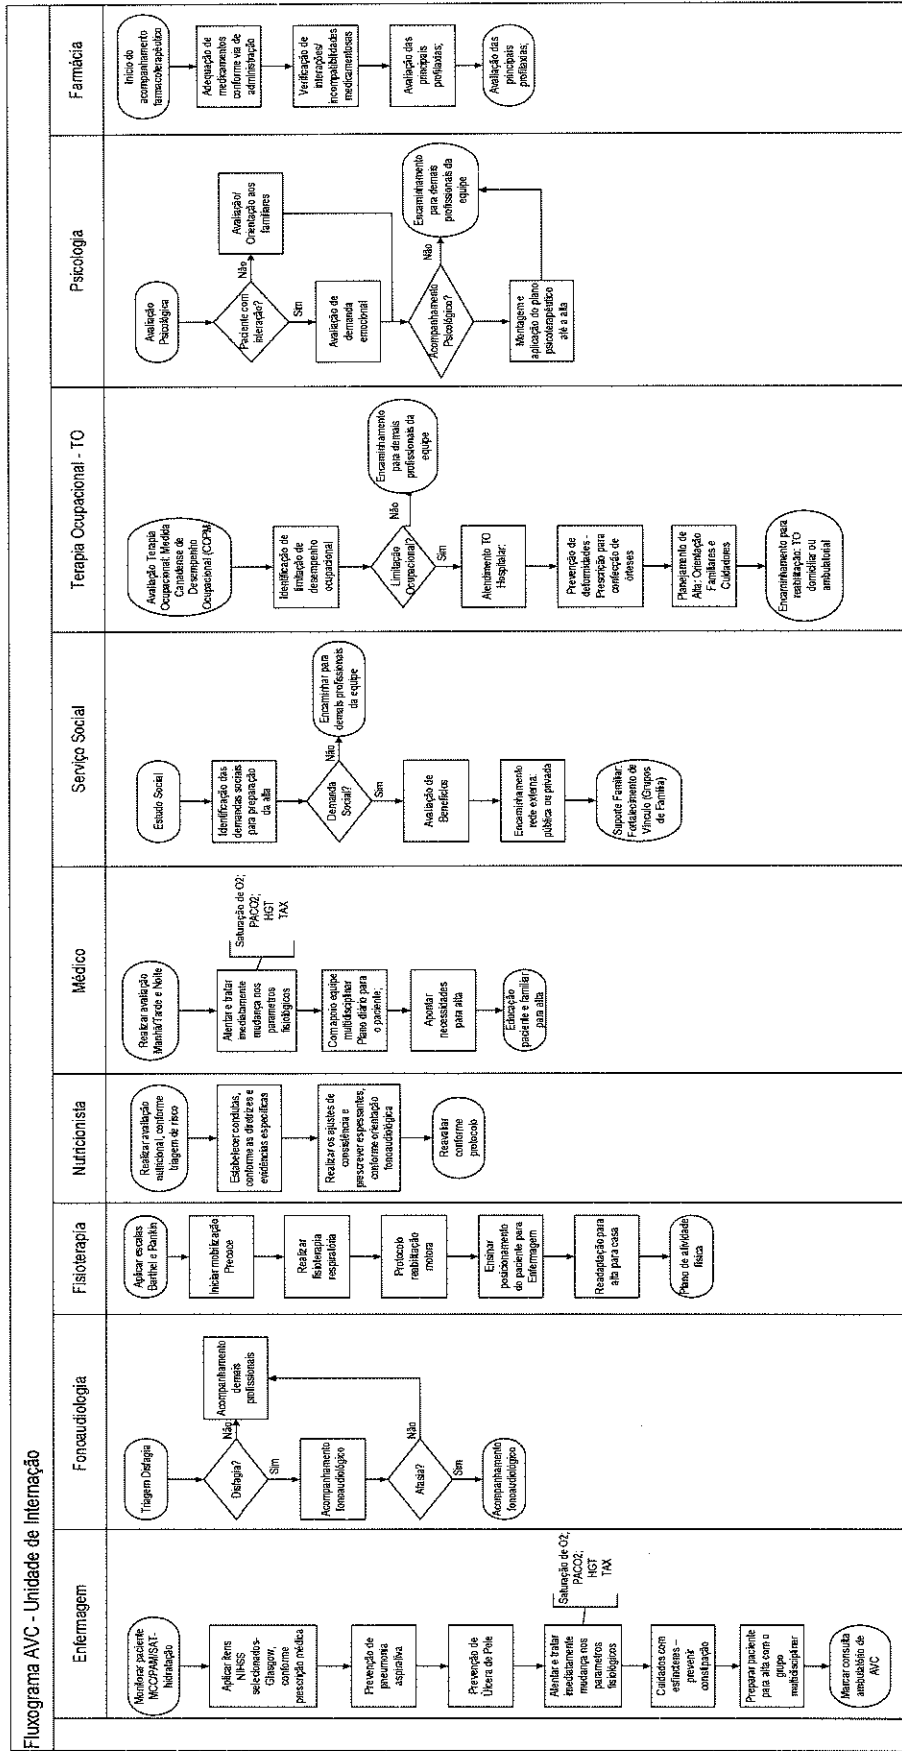 Fluxograma AVC - Unidade de Internação
Enfermagem
Monitorar paciente
MCC/PAM/SAT-
hidratação
Aplicar itens
NIHSS
selecionados-
Glasgow,
conforme
prescrição médica
Prevenção de
pneumonia
aspirativa
Prevenção de
Úlcera de Pele
Atentar e tratar
imediatamente
mudança nos
parametros
fisiológicos
Saturação de O2;
PACO2;
HGT
TAX
Cuidados com
esfincteres –
prevenir
constipação
Preparar paciente
para alta com o
grupo
multidisciplinar
Marcar consulta
ambulatório de
AVC
Fonoaudiologia
Triagem Disfagia
Disfagia?
Não
Acompanhamento
demais
profissionais
Sim
Acompanhamento
fonoaudiológico
Afasia?
Não
Sim
Acompanhamento
fonoaudiológico
Fisioterapia
Aplicar escalas
Barthel e Rankin
Iniciar mobilização
Precoce
Realizar
fisioterapia
respiratória
Protocolo
reabilitação
motora
Ensinar
posicionamento
do paciente para
Enfermagem
Readaptação para
alta para casa
Plano de atividade
física
Nutricionista
Realizar avaliação
nutricional, conforme
triagem de risco
Estabelecer condutas,
conforme as diretrizes e
evidências específicas
Realizar os ajustes de
consistência e
prescrever espessantes,
conforme orientação
fonoaudiológica
Reavaliar
conforme
protocolo
Médico
Realizar avaliação
Manhã/Tarde e Noite
Atentar e tratar
imediatamente
mudança nos
parametros
fisiológicos
Saturação de O2;
PACO2;
HGT
TAX
Com apoio equipe
multidisciplinar
Plano diário para
o paciente;
Apontar
necessidades
para alta
Educação
paciente e familiar
para alta
Serviço Social
Estudo Social
Identificação das
demandas sociais
para preparação
da alta
Demanda
Social?
Não
Encaminhar para
demais profissionais
da equipe
Sim
Avaliação de
Benefícios
Encaminhamento
rede externa:
pública ou privada
Suporte Familiar:
Fortalecimento de
Vínculo (Grupos
de Família)
Terapia Ocupacional - TO
Avaliação Terapia
Ocupacional: Medida
Canadense de
Desempenho
Ocupacional (COPM)
Identificação de
limitação de
desempenho
ocupacional
Limitação
Ocupacional?
Não
Encaminhamento
para demais
profissionais da
equipe
Sim
Atendimento TO
Hospitalar;
Prevenção de
deformidades -
Prescrição para
confecção de
órteses
Planejamento de
Alta: Orientação
Familiares e
Cuidadores
Encaminhamento para
reabilitação: TO
domiciliar ou
ambulatorial
Psicologia
Avaliação
Psicológica
Paciente com
interação?
Não
Avaliação/
Orientação aos
familiares
Sim
Avaliação de
demanda
emocional
Acompanhamento
Psicológico?
Não
Encaminhamento
para demais
profissionais da
equipe
Montagem e
aplicação do plano
psicoterapêutico
até a alta
Farmácia
Início do
acompanhamento
farmacoterapêutico
Adequação de
medicamentos
conforme via de
administração
Verificação de
interações/
incompatibilidades
medicamentosas
Avaliação das
principais
profilaxias;
Avaliação das
principais
profilaxias;